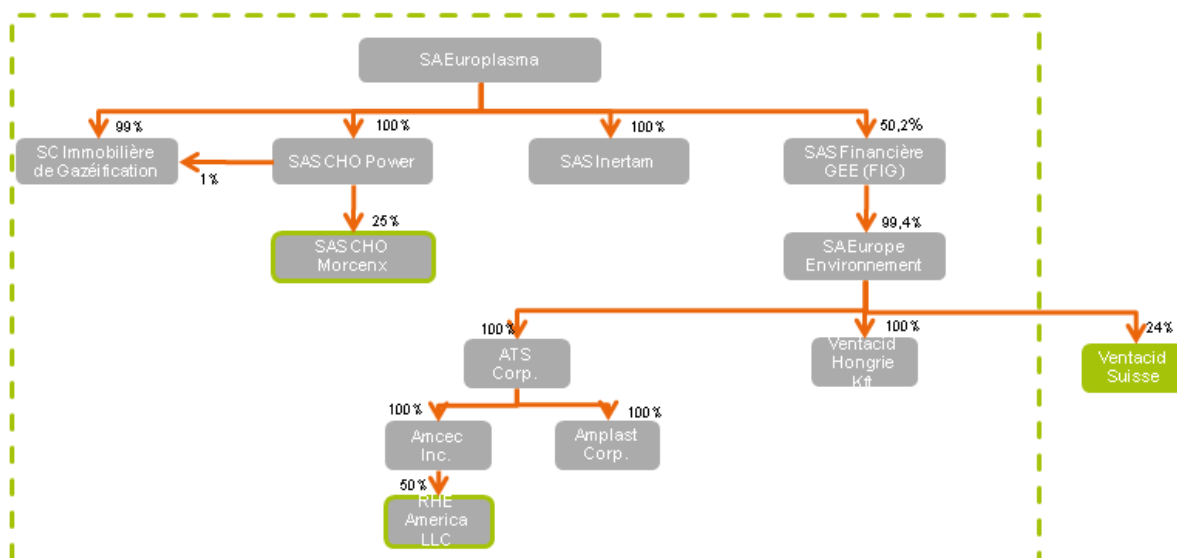 SA Europlasma
99%
100%
100%
50,2%
SC Immobilière
de Gazéification
1%
SAS CHO Power
SAS Inertam
SAS Financière
GEE (FIG)
25%
99,4%
SAS CHO
Morcenx
SA Europe
Environnement
100%
100%
24%
ATS
Corp.
Ventacid
Hongrie
Kft
Ventacid
Suisse
100%
100%
Amcec
Inc.
Amplast
Corp.
50%
RHE
America
LLC